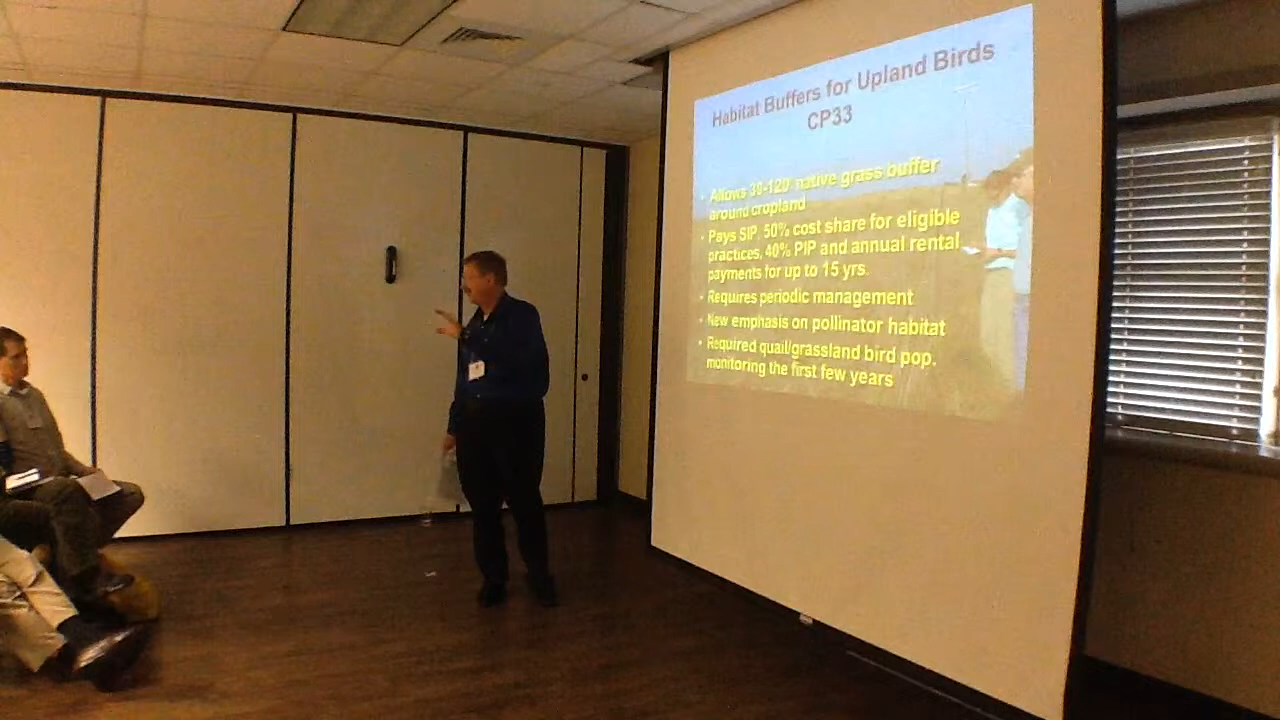 Habitat Buffers for Upland Birds
CP33
• Allows 30-120' native grass buffer
around cropland
• Pays SIP, 50% cost share for eligible
practices, 40% PIP and annual rental
payments for up to 15 yrs.
• Requires periodic management
• New emphasis on pollinator habitat
• Required quail/grassland bird pop.
monitoring the first few years